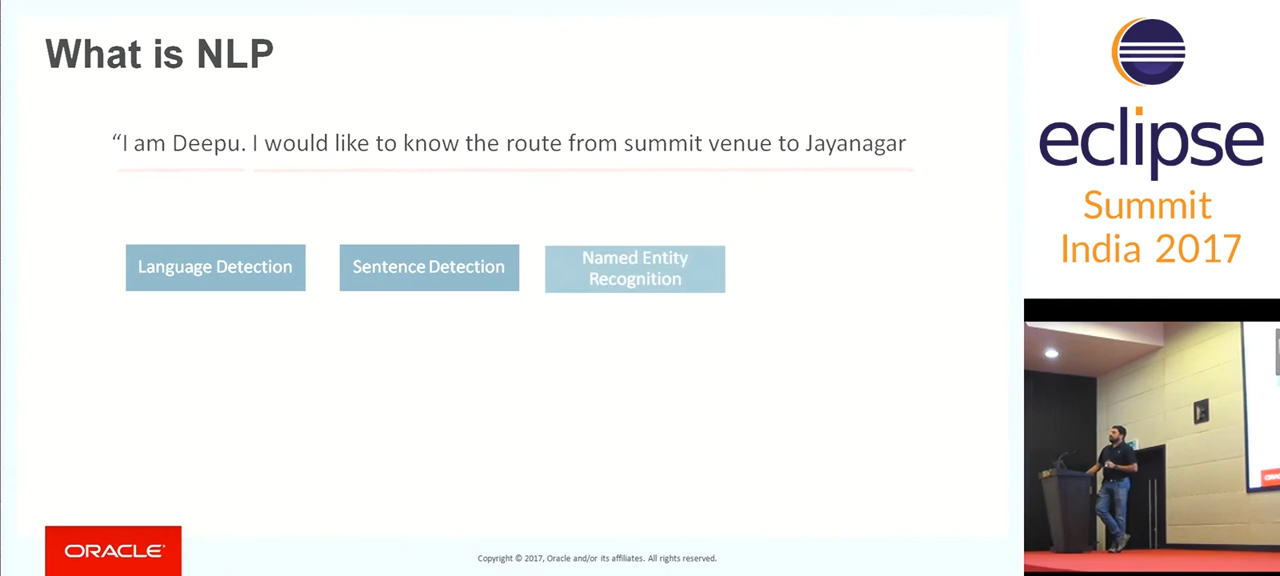 What is NLP
“I am Deepu. I would like to know the route from summit venue to Jayanagar
Language Detection
Sentence Detection
Named Entity
Recognition
ORACLE®
Copyright © 2017, Oracle and/or its affiliates. All rights reserved.
eclipse
Summit
India 2017